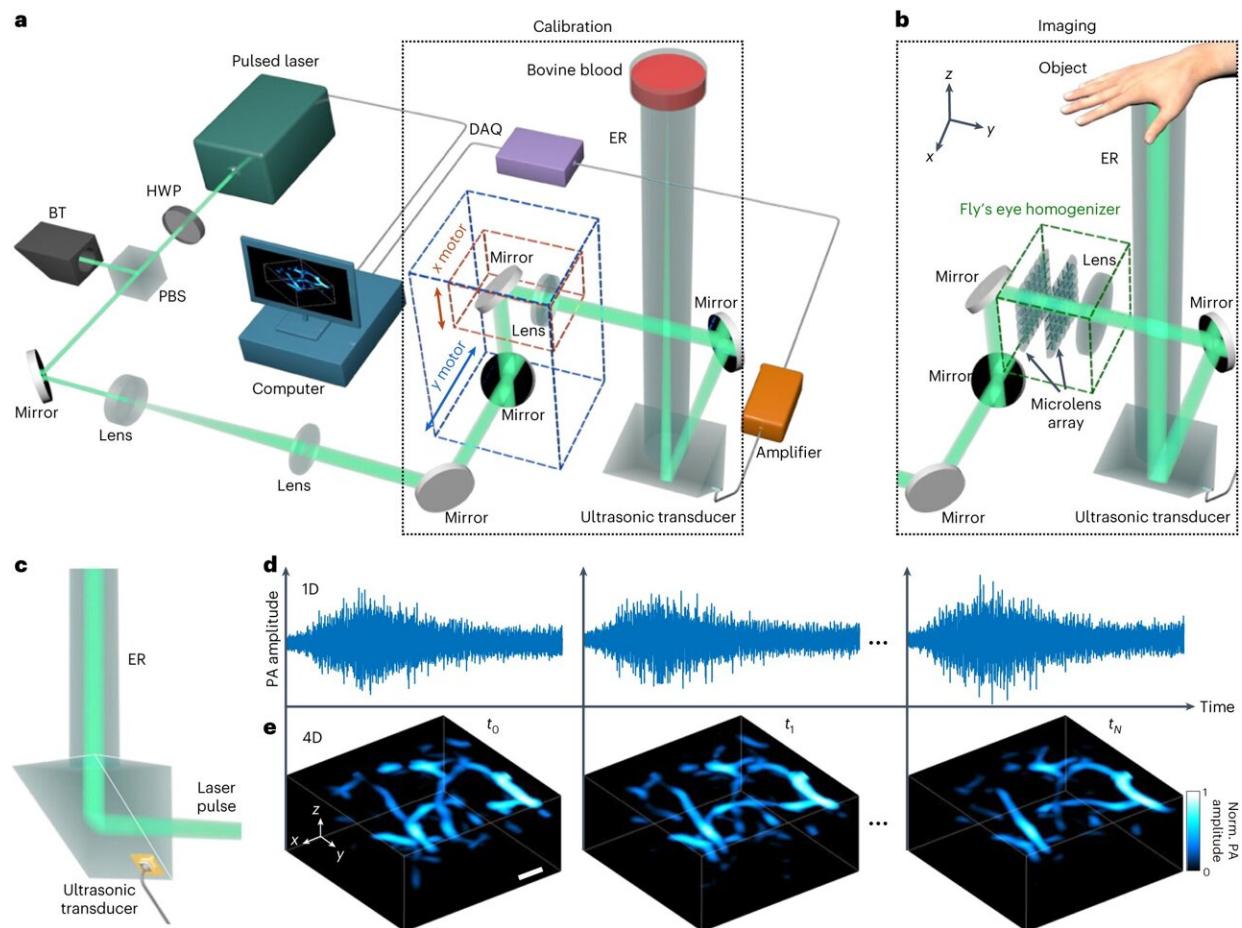 a
Calibration
Pulsed laser
Bovine blood
DAQ
ER
HWP
BT
x motor
Mirror
PBS
Lens
Mirror
y motor
Computer
Mirror
Mirror
Lens
Amplifier
Lens
Mirror
Ultrasonic transducer
b
Imaging
Object
z
y
x
ER
Fly's eye homogenizer
Lens
Mirror
Mirror
Mirror
Microlens
array
Mirror
Ultrasonic transducer
c
ER
Laser
pulse
Ultrasonic
transducer
d
1D
PA amplitude
...
Time
e
4D
t0
t1
tN
z
x
y
...
1
0
Norm. PA
amplitude